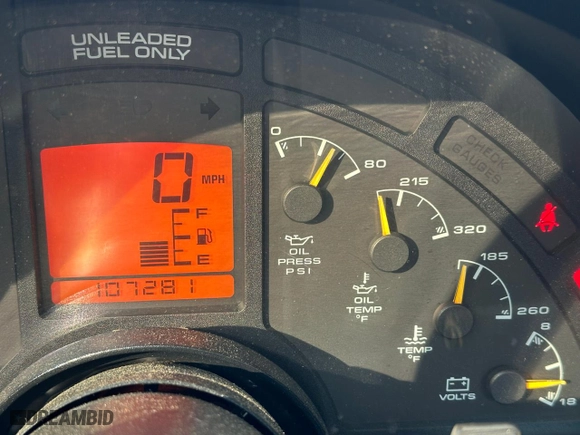 UNLEADED
FUEL ONLY
0 MPH
F
E
107281
0
80
OIL
PRESS
PSI
215
320
OIL
TEMP
°F
185
260
TEMP
°F
8
18
VOLTS
CHECK
GAUGES
DREAMBID